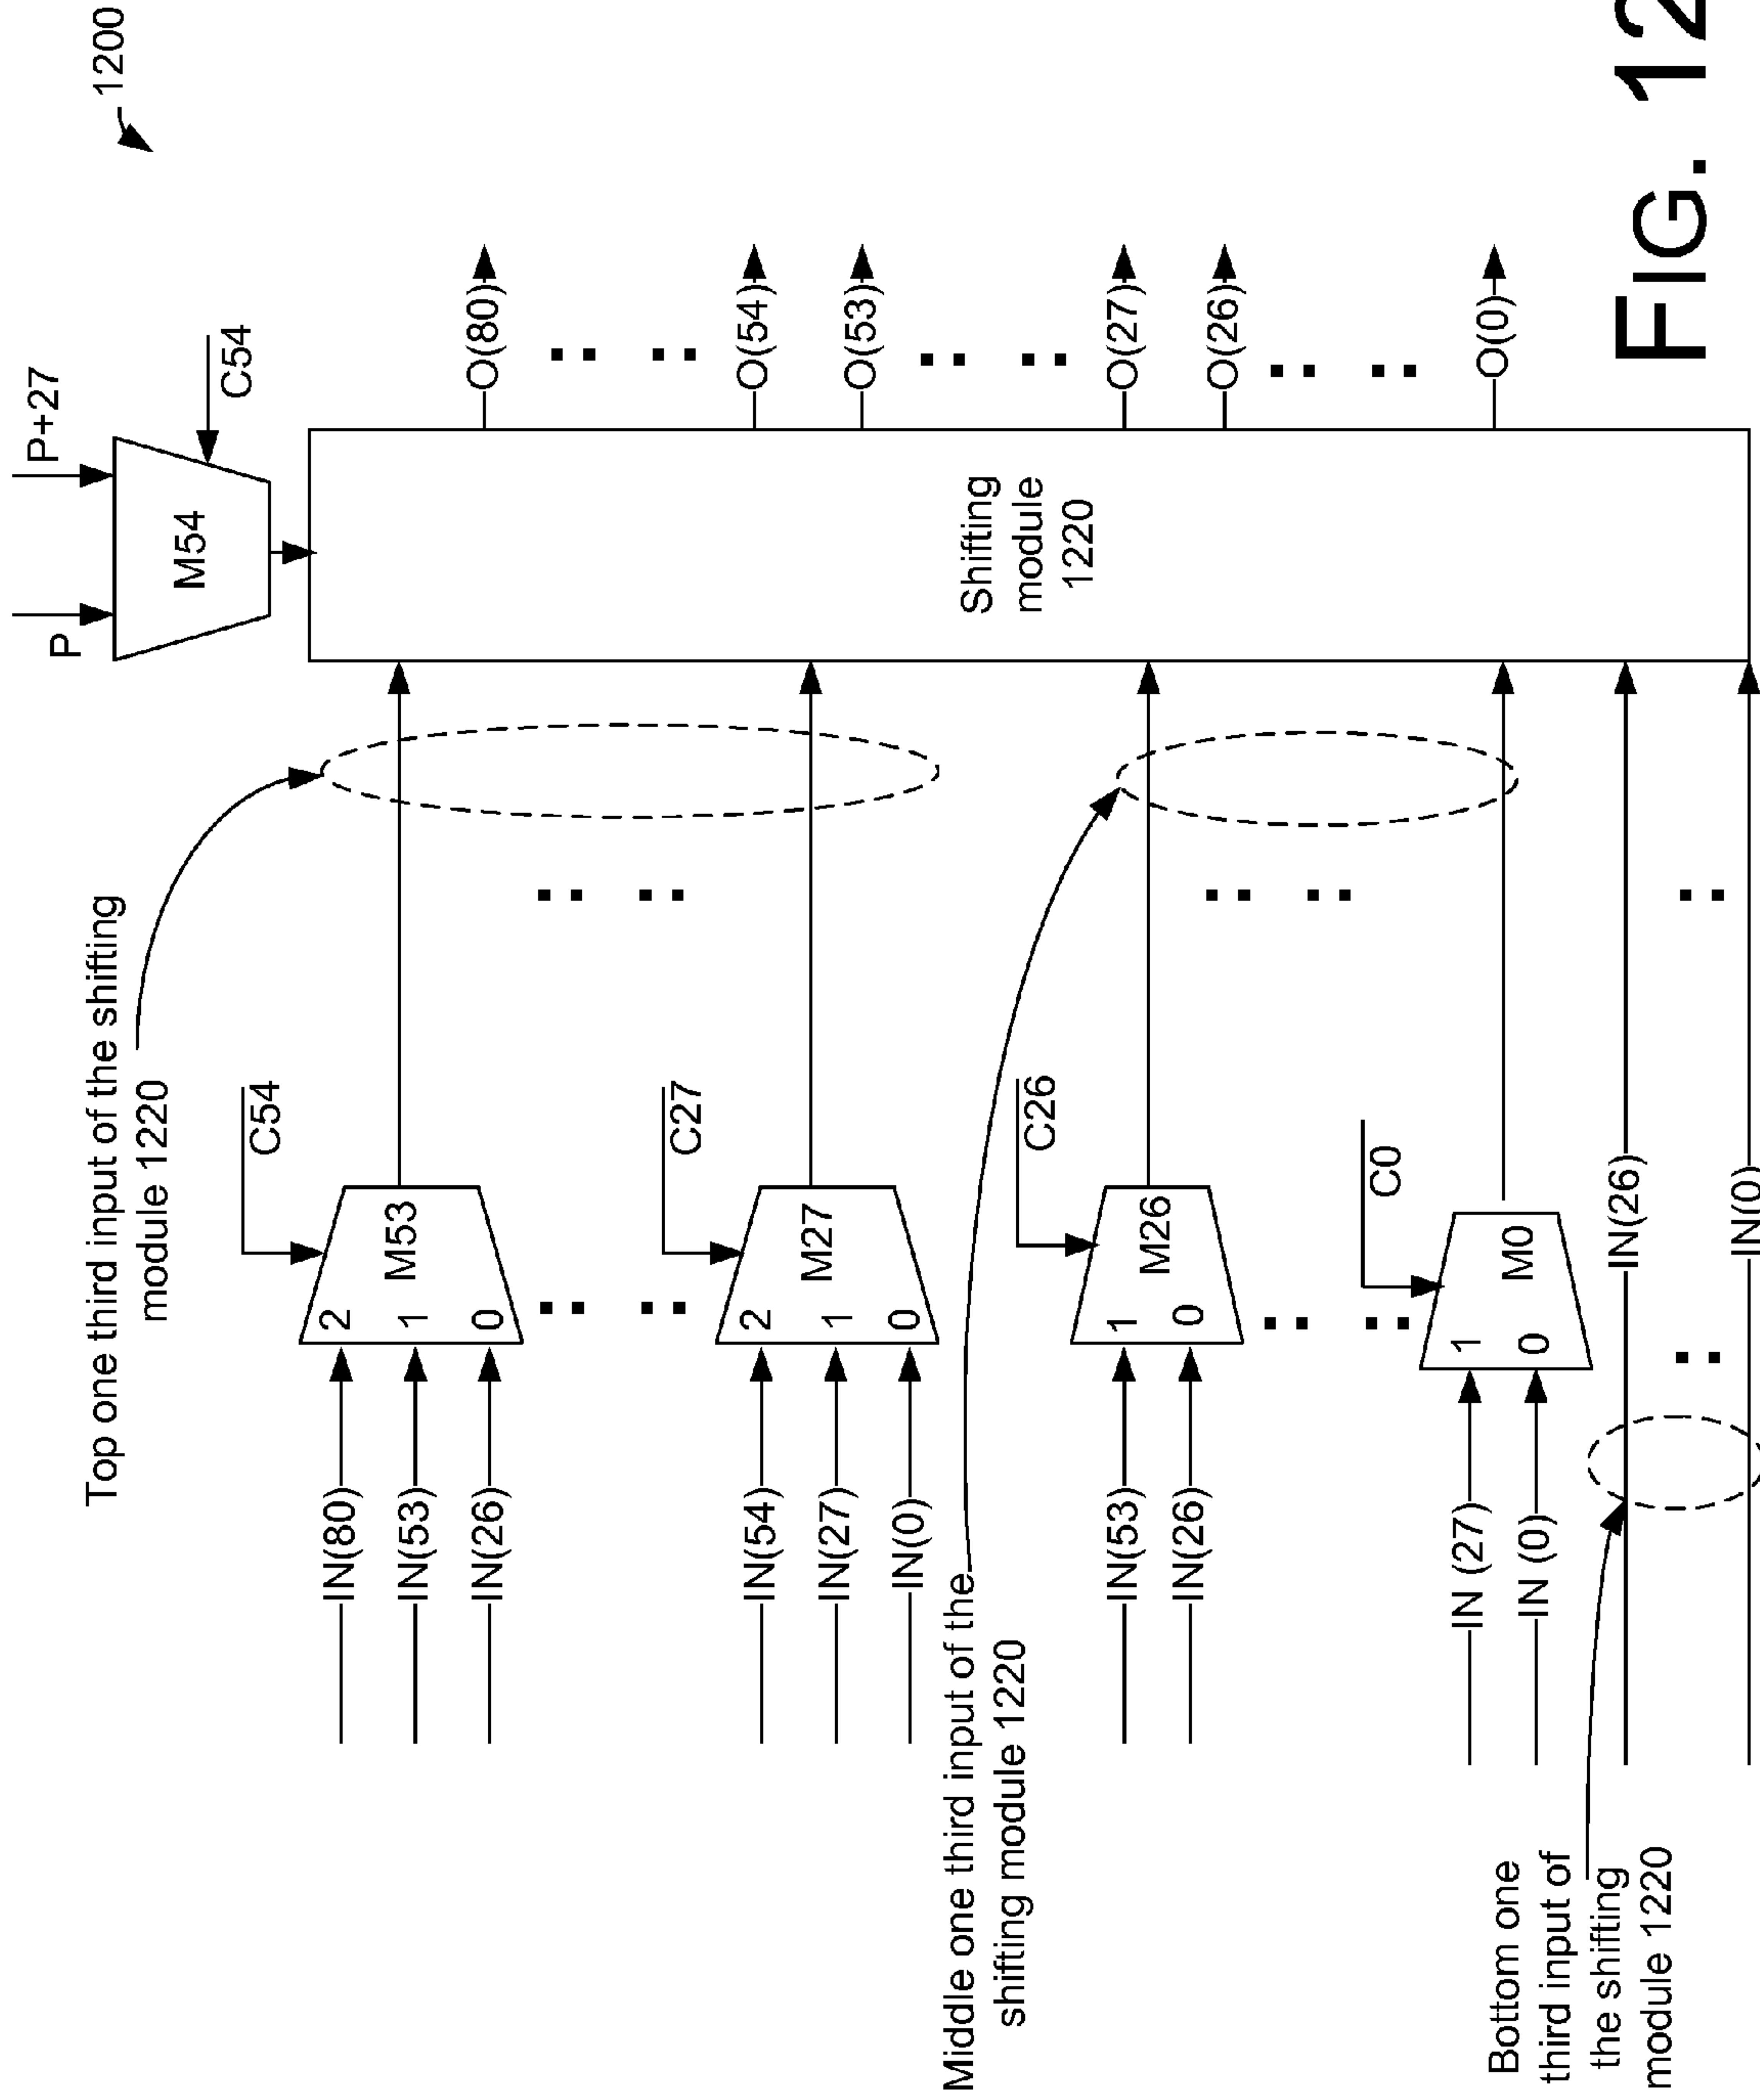 1200
P
P+27
M54
C54
Top one third input of the shifting
module 1220
C54
IN(80)
IN(53)
IN(26)
2
1
0
M53
C27
IN(54)
IN(27)
IN(0)
2
1
0
M27
Middle one third input of the
shifting module 1220
C26
IN(53)
IN(26)
1
0
M26
C0
IN (27)
IN (0)
1
0
M0
IN(26)
IN(0)
Bottom one
third input of
the shifting
module 1220
Shifting
module
1220
O(80)
O(54)
O(53)
O(27)
O(26)
O(0)
FIG. 12